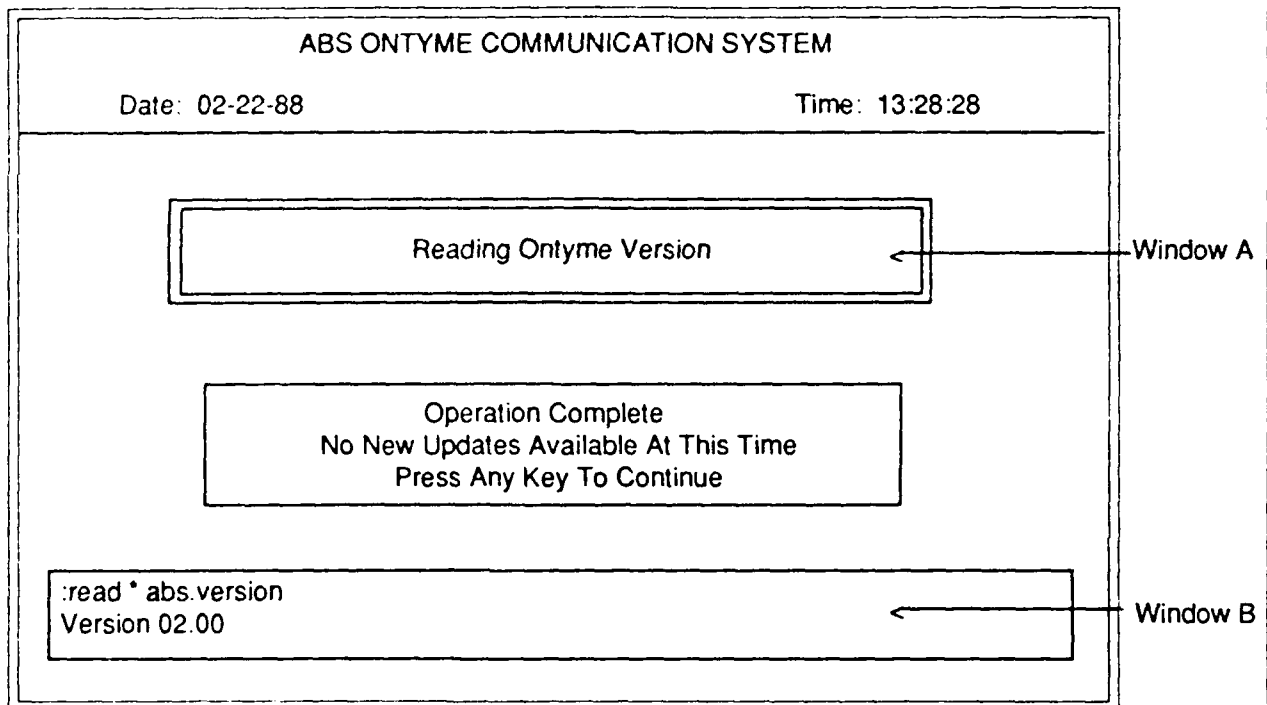 ABS ONTYME COMMUNICATION SYSTEM
Date: 02-22-88 Time: 13:28:28
Reading Ontyme Version
Window A
Operation Complete
No New Updates Available At This Time
Press Any Key To Continue
:read * abs.version
Version 02.00
Window B